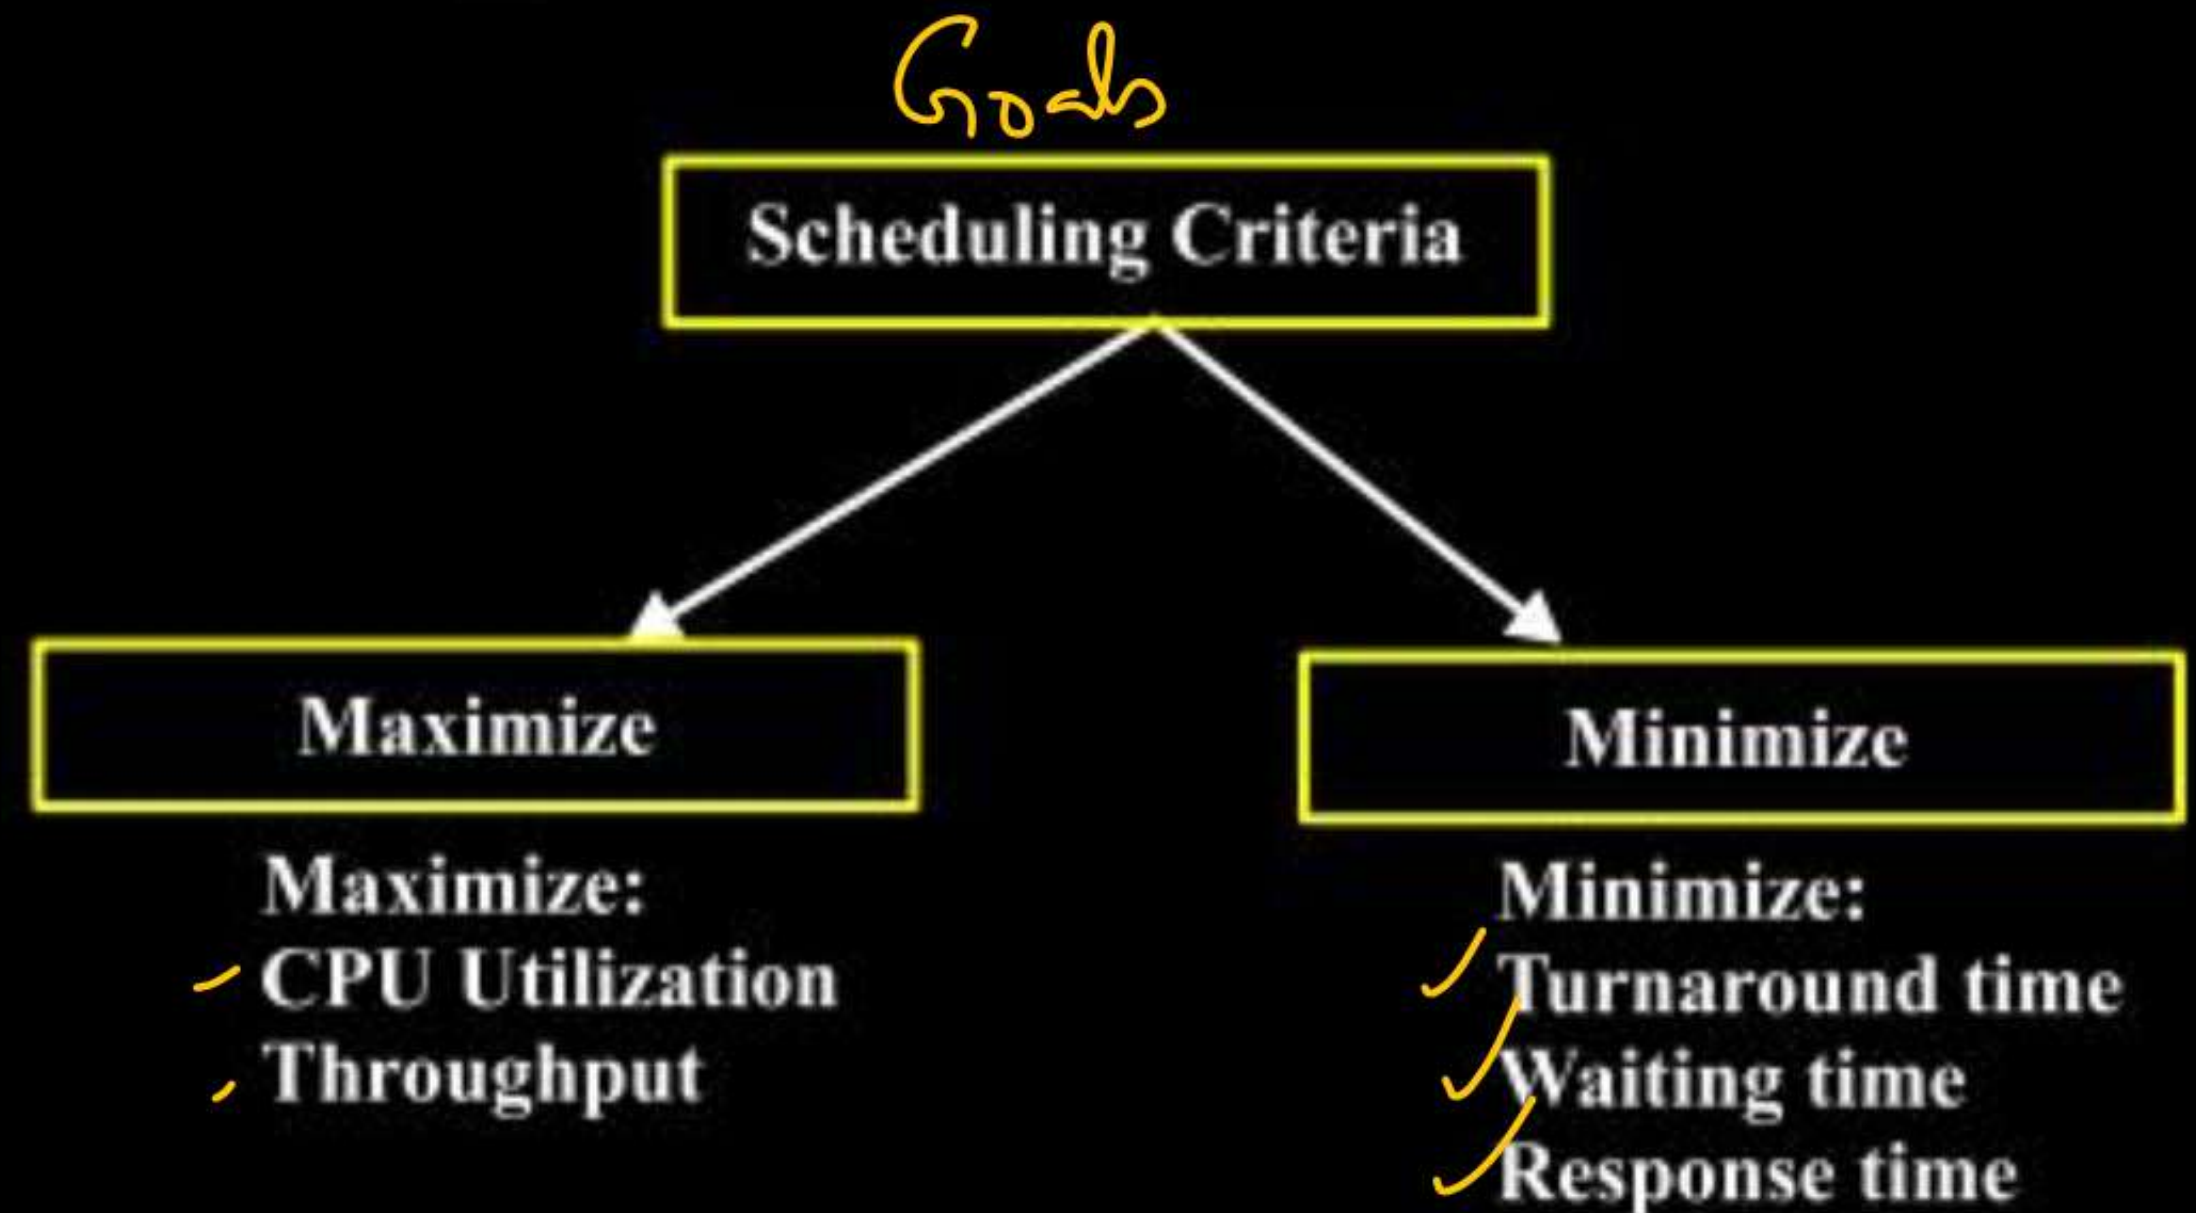 Goals
Scheduling Criteria
Maximize
Maximize:
CPU Utilization
Throughput
Minimize
Minimize:
Turnaround time
Waiting time
Response time